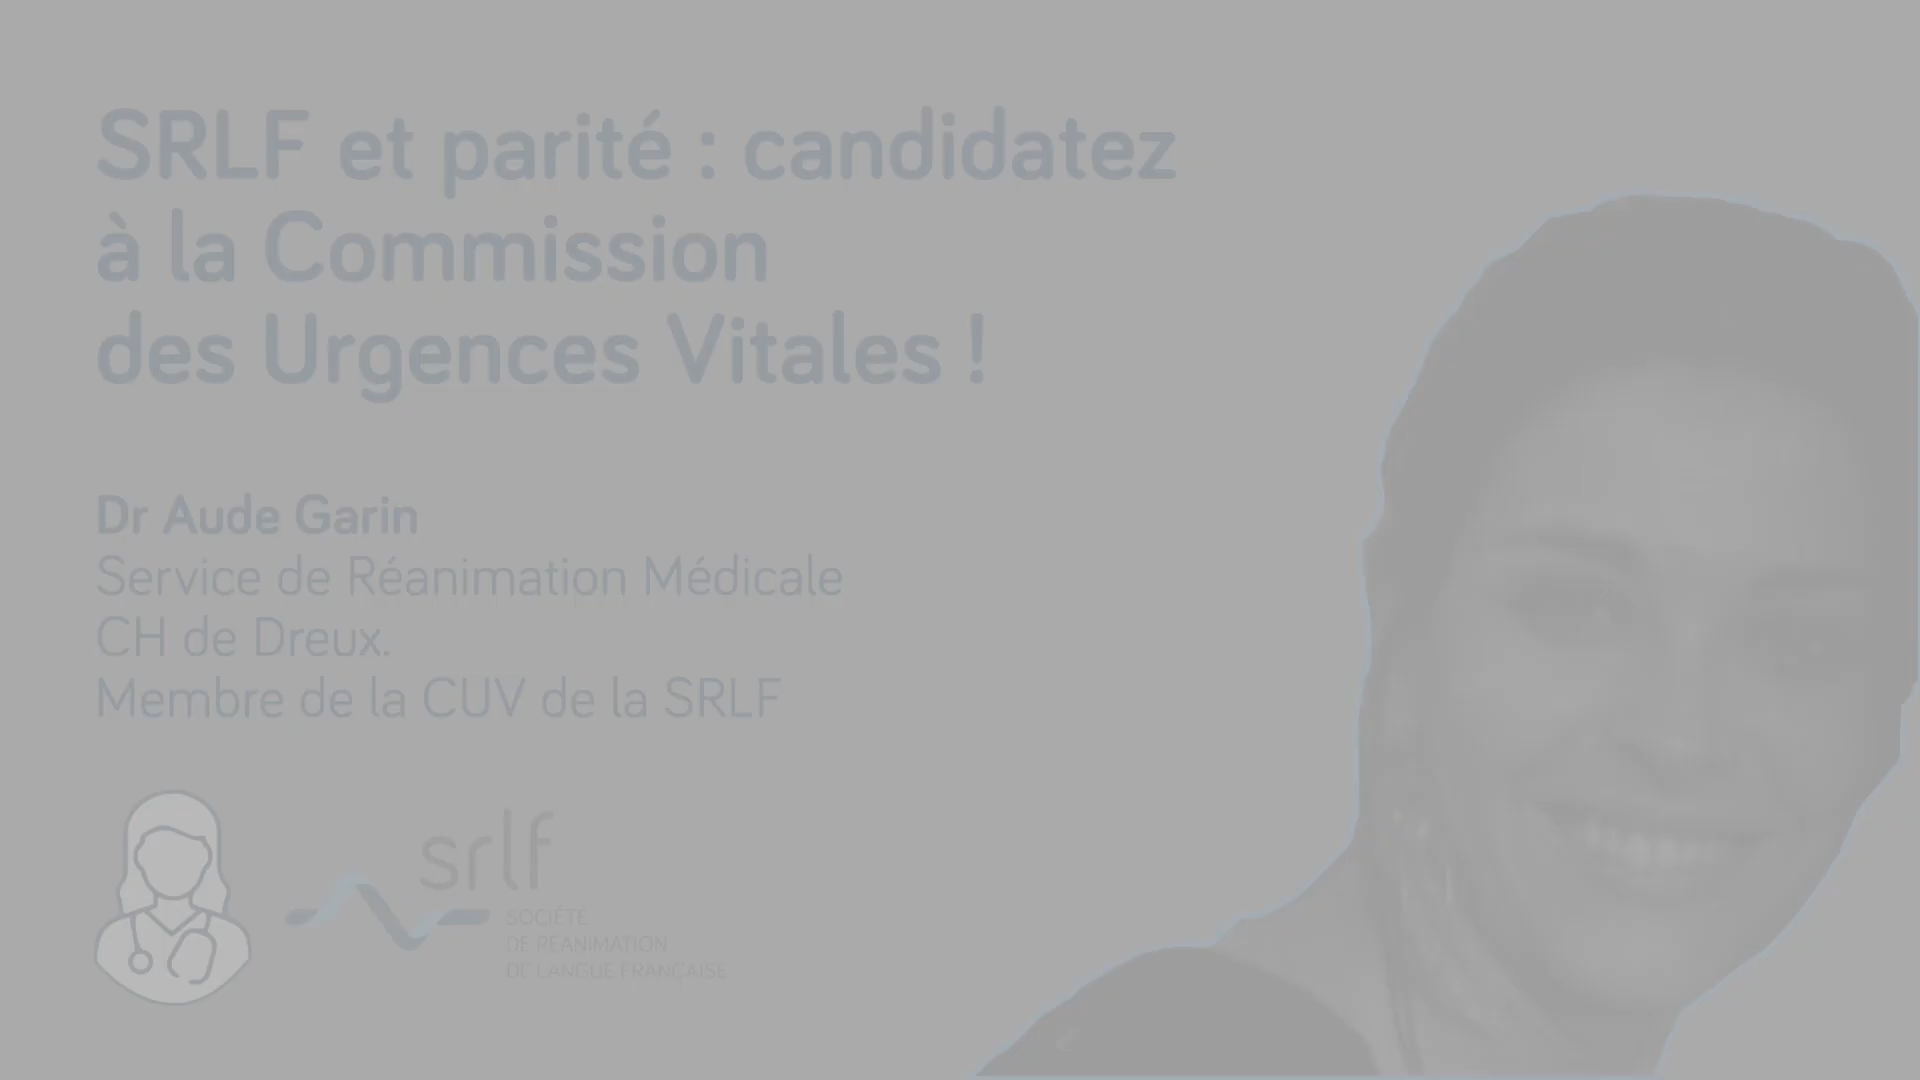 SRLF et parité : candidatez
à la Commission
des Urgences Vitales !
Dr Aude Garin
Service de Réanimation Médicale
CH de Dreux.
Membre de la CUV de la SRLF
srlf
SOCIÉTÉ
DE RÉANIMATION
DE LANGUE FRANÇAISE